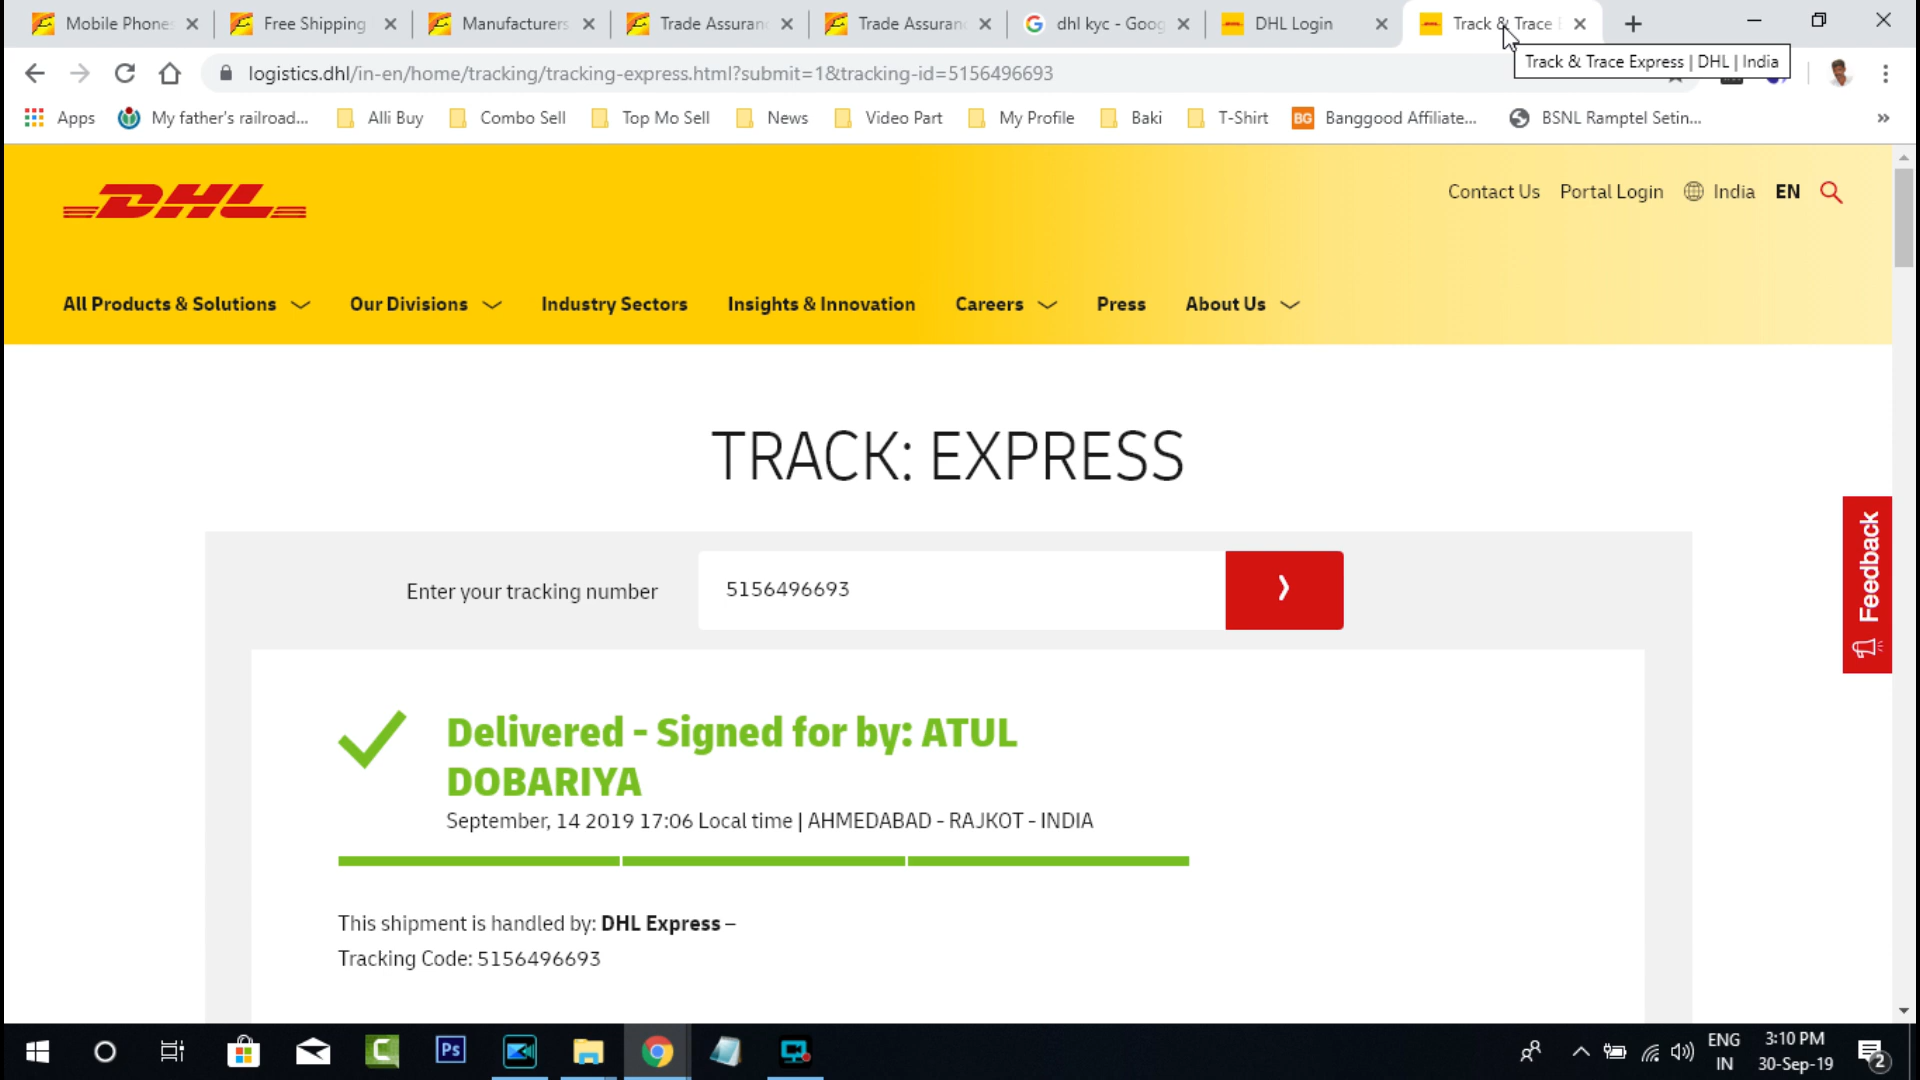 Mobile Phone
Free Shipping
Manufacturers
Trade Assuran
Trade Assuran
dhl kyc - Goog
DHL Login
Track & Trace E
logistics.dhl/in-en/home/tracking/tracking-express.html?submit=1&tracking-id=5156496693
Track & Trace Express | DHL | India
Apps
My father's railroad...
Alli Buy
Combo Sell
Top Mo Sell
News
Video Part
My Profile
Baki
T-Shirt
BG
Banggood Affiliate...
BSNL Ramptel Setin...
»
DHL
Contact Us
Portal Login
India
EN
All Products & Solutions
Our Divisions
Industry Sectors
Insights & Innovation
Careers
Press
About Us
TRACK: EXPRESS
Enter your tracking number
5156496693
Feedback
Delivered - Signed for by: ATUL
DOBARIYA
September, 14 2019 17:06 Local time | AHMEDABAD - RAJKOT - INDIA
This shipment is handled by: DHL Express –
Tracking Code: 5156496693
Ps
ENG
IN
3:10 PM
30-Sep-19
2